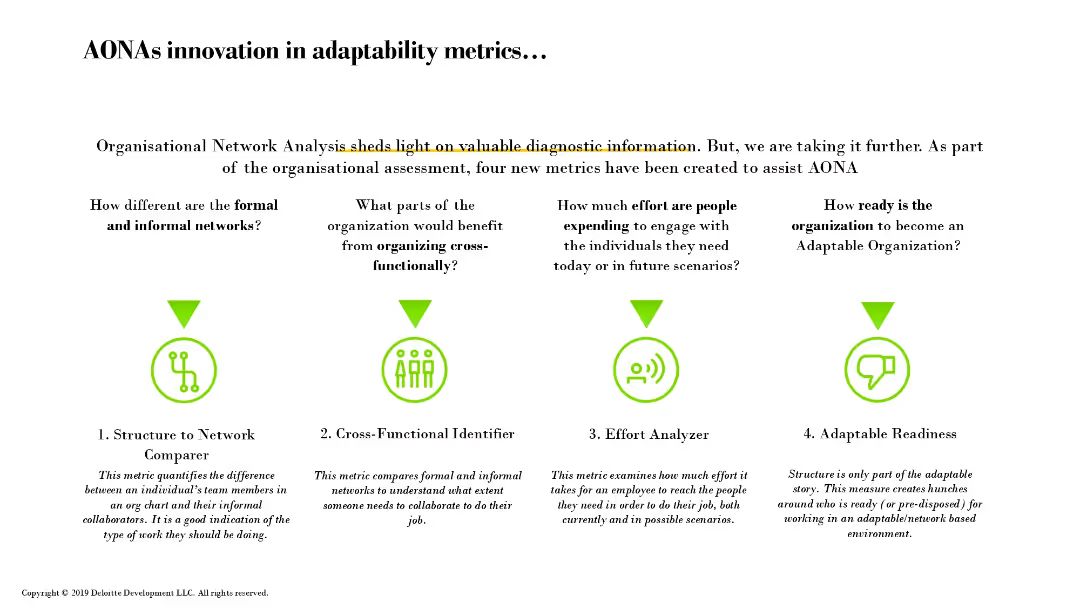 AONAs innovation in adaptability metrics…
Organisational Network Analysis sheds light on valuable diagnostic information. But, we are taking it further. As part
of the organisational assessment, four new metrics have been created to assist AONA
How different are the formal
and informal networks?
What parts of the
organization would benefit
from organizing cross-
functionally?
How much effort are people
expending to engage with
the individuals they need
today or in future scenarios?
How ready is the
organization to become an
Adaptable Organization?
1. Structure to Network
Comparer
This metric quantifies the difference
between an individual's team members in
an org chart and their informal
collaborators. It is a good indication of the
type of work they should be doing.
2. Cross-Functional Identifier
This metric compares formal and informal
networks to understand what extent
someone needs to collaborate to do their
job.
3. Effort Analyzer
This metric examines how much effort it
takes for an employee to reach the people
they need in order to do their job, both
currently and in possible scenarios.
4. Adaptable Readiness
Structure is only part of the adaptable
story. This measure creates hunches
around who is ready (or pre-disposed) for
working in an adaptable/network based
environment.
Copyright © 2019 Deloitte Development LLC. All rights reserved.